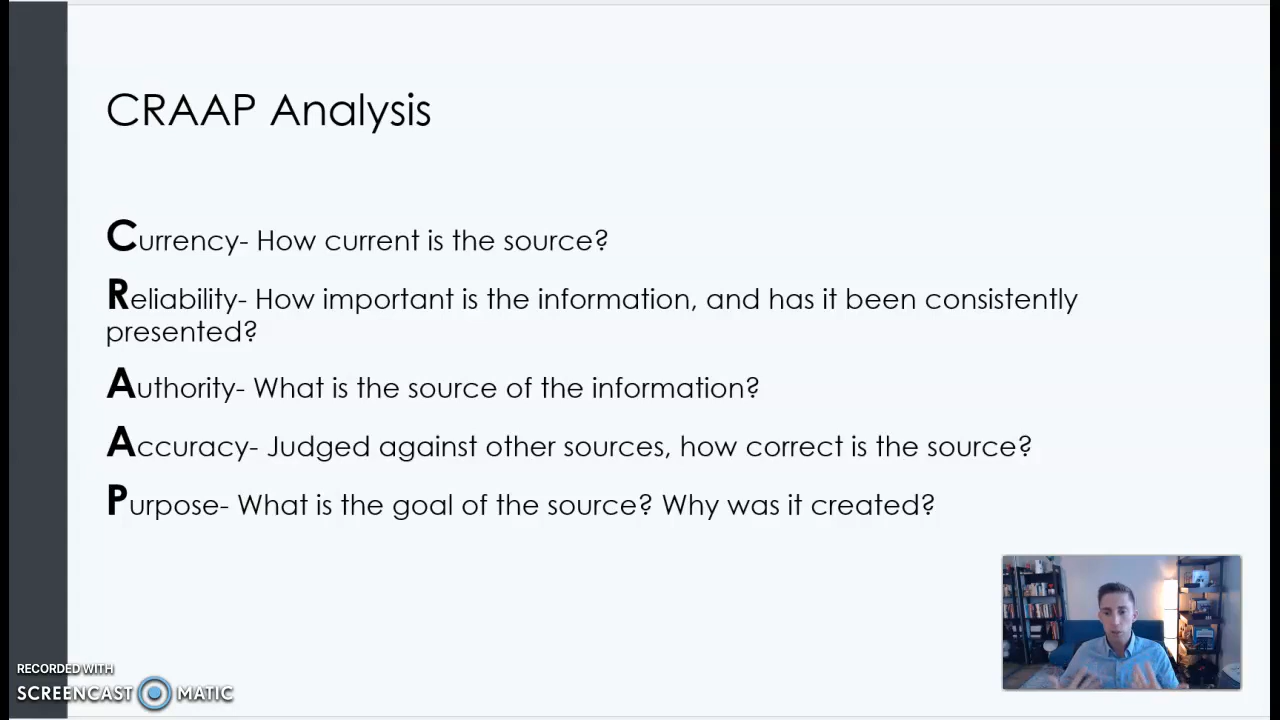 CRAAP Analysis
Currency- How current is the source?
Reliability- How important is the information, and has it been consistently
presented?
Authority- What is the source of the information?
Accuracy- Judged against other sources, how correct is the source?
Purpose- What is the goal of the source? Why was it created?
RECORDED WITH
SCREENCAST MATIC